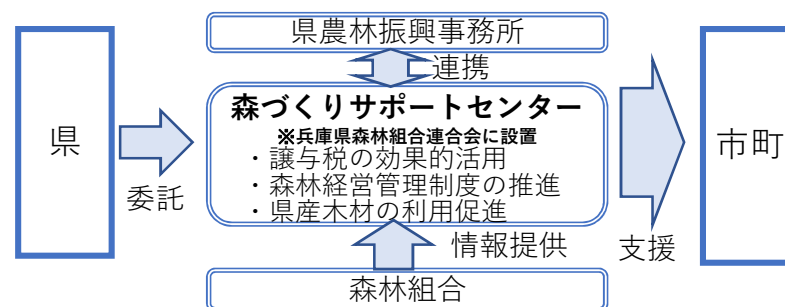 県農林振興事務所
連携
県
委託
森づくりサポートセンター
※兵庫県森林組合連合会に設置
・譲与税の効果的活用
・森林経営管理制度の推進
・県産木材の利用促進
支援
市町
情報提供
森林組合